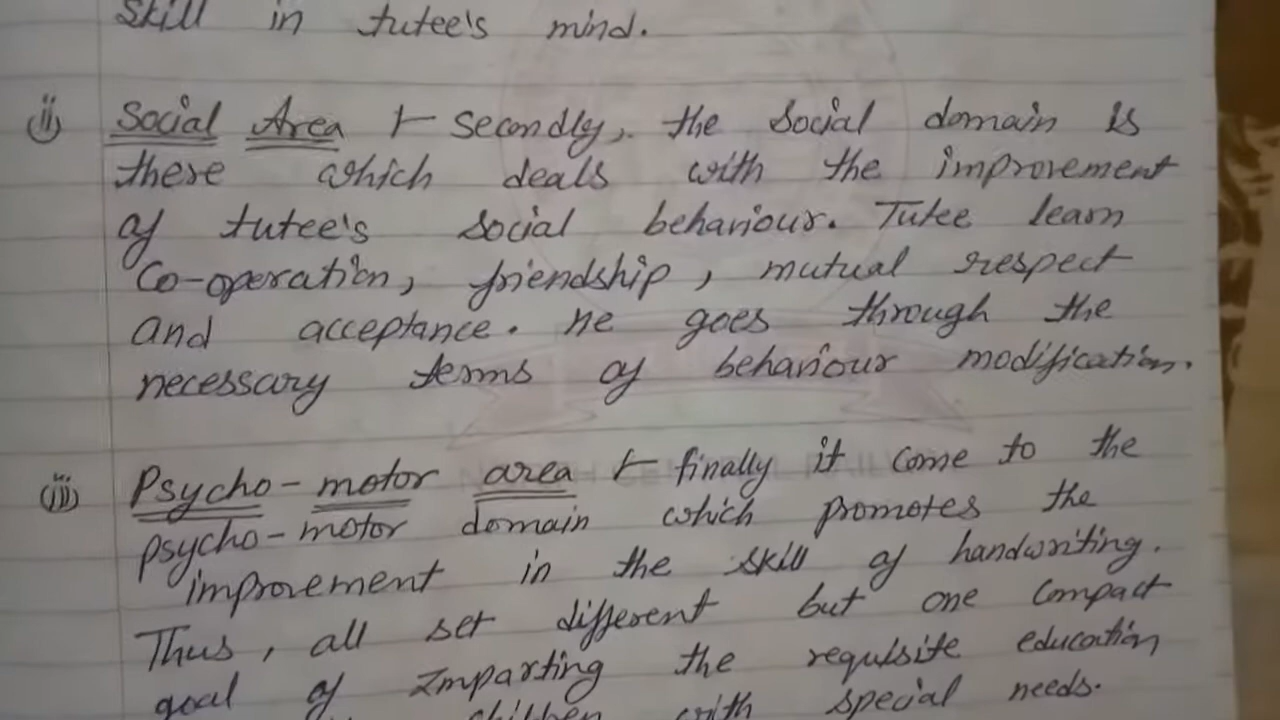 skill in tutee's mind.
(ii) Social Area :- Secondly, the social domain is
there which deals with the improvement
of tutee's social behaviour. Tutee learn
Co-operation, friendship, mutual respect
and acceptance. He goes through the
necessary terms of behaviour modification.
(iii) Psycho-motor area :- finally it come to the
psycho-motor domain which promotes the
improvement in the skill of handwriting.
Thus, all set different but one compact
goal of Imparting the requisite education
children with special needs.